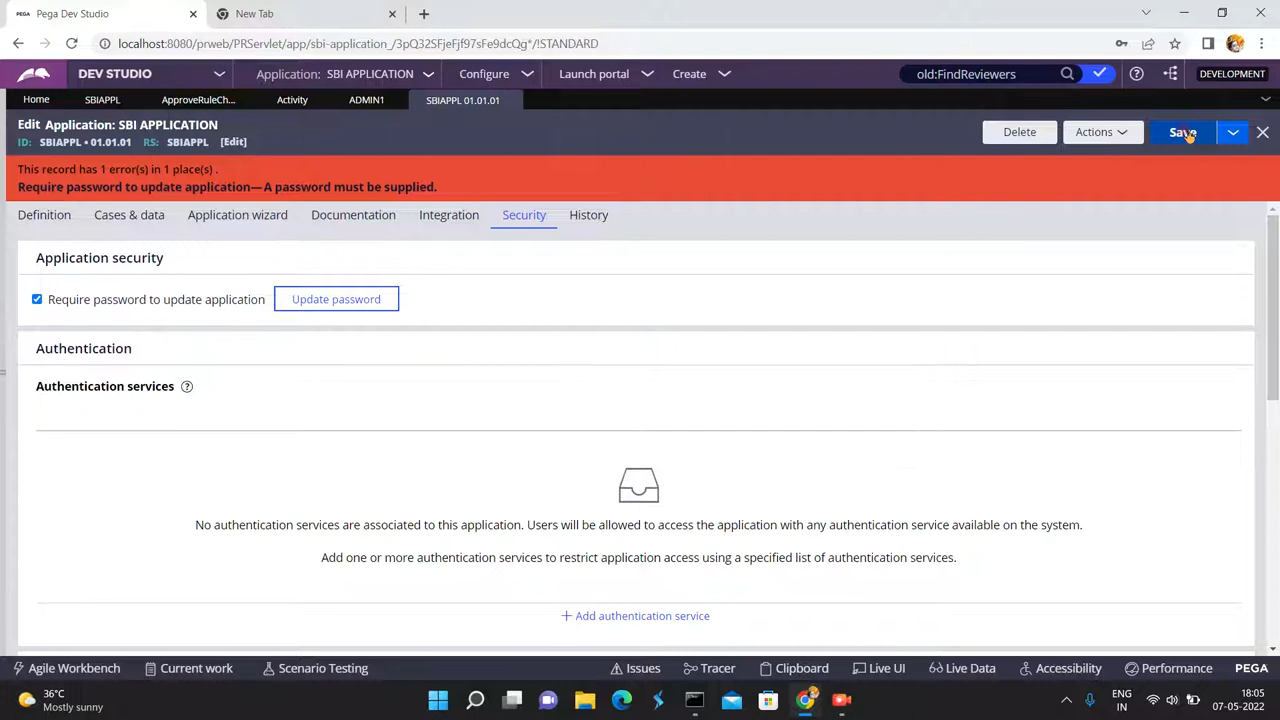 PEGA Pega Dev Studio × New Tab × +
localhost:8080/prweb/PRServlet/app/sbi-application_/3pQ32SFjeFjf97sFe9dcQg*/!STANDARD
DEV STUDIO Application: SBI APPLICATION Configure Launch portal Create old:FindReviewers DEVELOPMENT
Home SBIAPPL ApproveRuleCh... Activity ADMIN1 SBIAPPL 01.01.01
Edit Application: SBI APPLICATION
ID: SBIAPPL • 01.01.01 RS: SBIAPPL [Edit]
Delete Actions Save
This record has 1 error(s) in 1 place(s) .
Require password to update application—A password must be supplied.
Definition Cases & data Application wizard Documentation Integration Security History
Application security
Require password to update application Update password
Authentication
Authentication services ?
No authentication services are associated to this application. Users will be allowed to access the application with any authentication service available on the system.
Add one or more authentication services to restrict application access using a specified list of authentication services.
+ Add authentication service
Agile Workbench Current work Scenario Testing Issues Tracer Clipboard Live UI Live Data Accessibility Performance PEGA
36°C
Mostly sunny
ENG
IN
18:05
07-05-2022